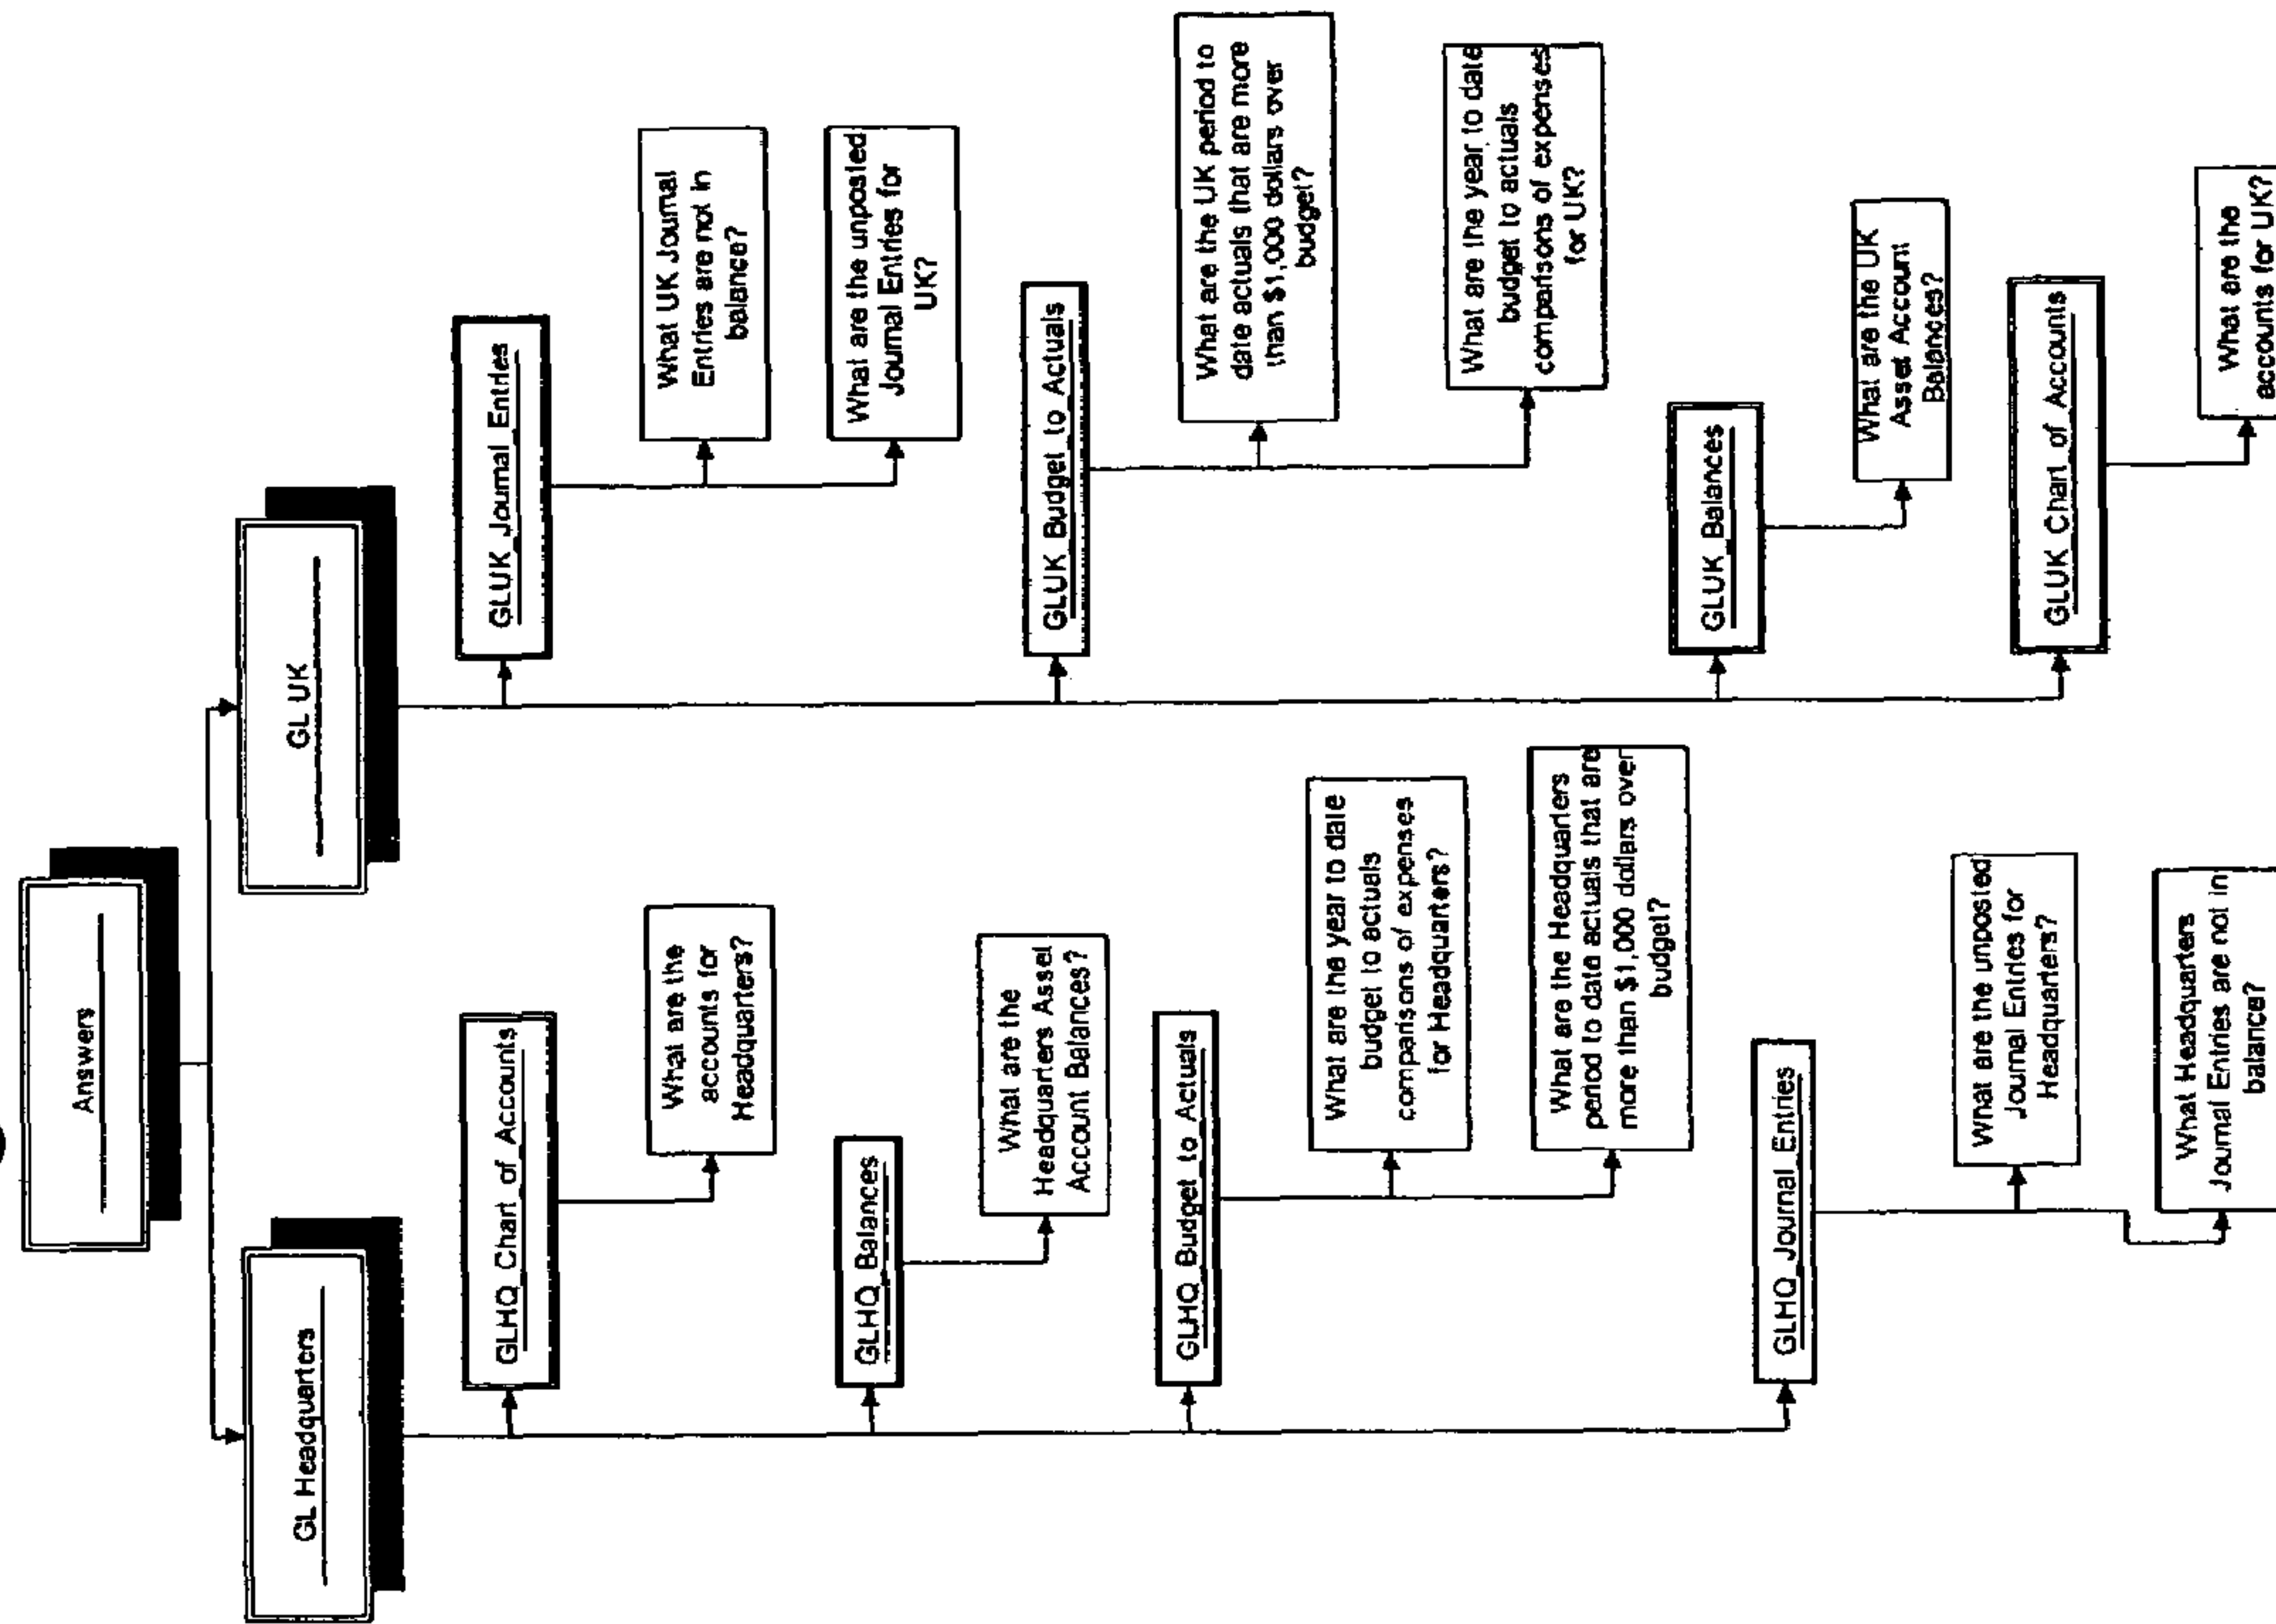 Answers
GL Headquarters
GLHQ Chart of Accounts
What are the
accounts for
Headquarters?
GLHQ Balances
What are the
Headquarters Asset
Account Balances?
GLHQ Budget to Actuals
What are the year to date
budget to actuals
comparisons of expenses
for Headquarters?
What are the Headquarters
period to date actuals that are
more than $1,000 dollars over
budget?
GLHQ Journal Entries
What are the unposted
Journal Entries for
Headquarters?
What Headquarters
Journal Entries are not in
balance?
GL UK
GLUK Journal Entries
What UK Journal
Entries are not in
balance?
What are the unposted
Journal Entries for
UK?
GLUK Budget to Actuals
What are the UK period to
date actuals that are more
than $1,000 dollars over
budget?
What are the year to date
budget to actuals
comparisons of expenses
for UK?
GLUK Balances
What are the UK
Asset Account
Balances?
GLUK Chart of Accounts
What are the
accounts for UK?